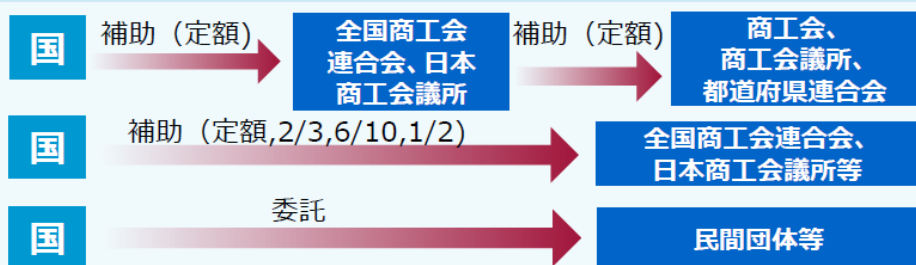 国
補助（定額）
全国商工会
連合会、日本
商工会議所
補助（定額）
商工会、
商工会議所、
都道府県連合会
国
補助（定額,2/3,6/10,1/2)
全国商工会連合会、
日本商工会議所等
国
委託
民間団体等